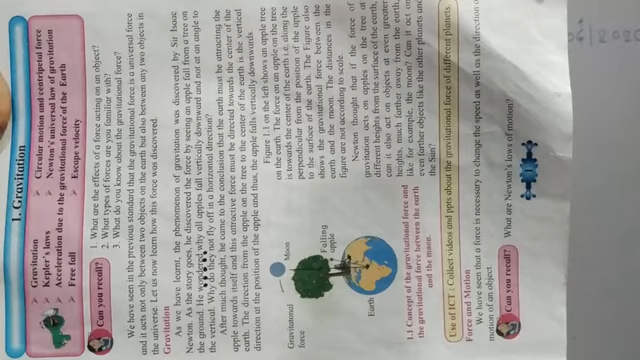 1. Gravitation
Gravitation
Kepler's laws
Acceleration due to the gravitational force of the Earth
Free fall
Circular motion and centripetal force
Newton's universal law of gravitation
Escape velocity
Can you recall?
1. What are the effects of a force acting on an object?
2. What types of forces are you familiar with?
3. What do you know about the gravitational force?
We have seen in the previous standard that the gravitational force is a universal force
and it acts not only between two objects on the earth but also between any two objects in
the universe. Let us now learn how this force was discovered.
Gravitation
As we have learnt, the phenomenon of gravitation was discovered by Sir Isaac
Newton. As the story goes, he discovered the force by seeing an apple fall from a tree on
the ground. He wondered why all apples fall vertically downward and not at an angle to
the vertical. Why do they not fly off in a horizontal direction?
After much thought, he came to the conclusion that the earth must be attracting the
apple towards itself and this attractive force must be directed towards the center of the
earth. The direction from the apple on the tree to the center of the earth is the vertical
direction at the position of the apple and thus, the apple falls vertically downwards.
Gravitational
force
Moon
Falling
apple
Earth
1.1 Concept of the gravitational force and
the gravitational force between the earth
and the moon.
Figure 1.1 on the left shows an apple tree
on the earth. The force on an apple on the tree
is towards the center of the earth i.e. along the
perpendicular from the position of the apple
to the surface of the earth. The Figure also
shows the gravitational force between the
earth and the moon. The distances in the
figure are not according to scale.
Newton thought that if the force of
gravitation acts on apples on the tree at
different heights from the surface of the earth,
can it also act on objects at even greater
heights, much farther away from the earth,
like for example, the moon? Can it act on
even farther objects like the other planets and
the Sun?
Use of ICT : Collect videos and ppts about the gravitational force of different planets.
Force and Motion
We have seen that a force is necessary to change the speed as well as the direction of
motion of an object.
Can you recall?
What are Newton's laws of motion?
1